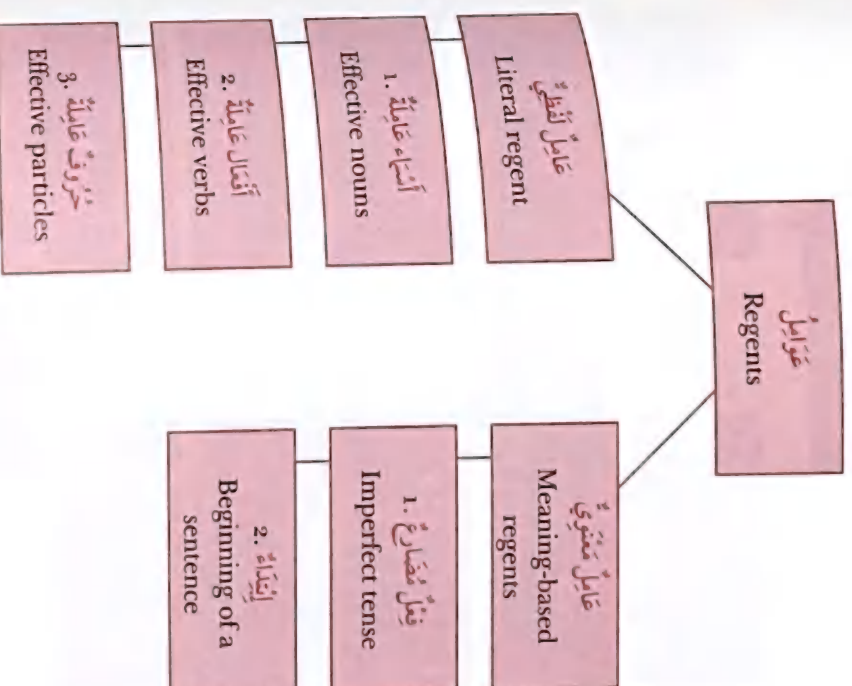 عَوَامِلُ
Regents
عَامِلٌ لَفْظِيٌّ
Literal regent
1. أَسْمَاء عَامِلَةٌ
Effective nouns
2. أَفْعَال عَامِلَةٌ
Effective verbs
3. حُرُوفٌ عَامِلَةٌ
Effective particles
عَامِلٌ مَعْنَوِيٌّ
Meaning-based
regents
1. فِعْلٌ مُضَارِعٌ
Imperfect tense
2. اِبْتِدَاءٌ
Beginning of a
sentence